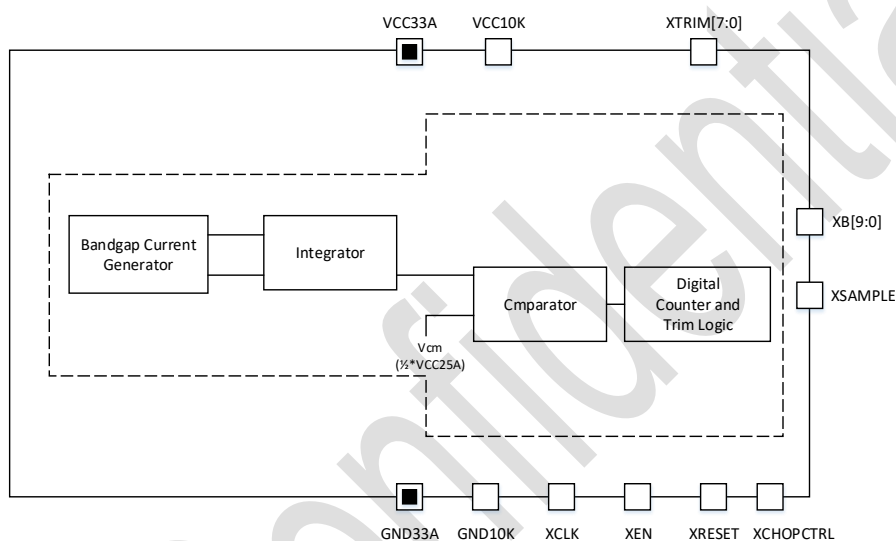 VCC33A VCC10K XTRIM[7:0]
XB[9:0]
Bandgap Current
Generator
Integrator
XSAMPLE
Cmparator
Digital
Counter and
Trim Logic
Vcm
(½*VCC25A)
GND33A GND10K XCLK XEN XRESET XCHOPCTRL
Confidential